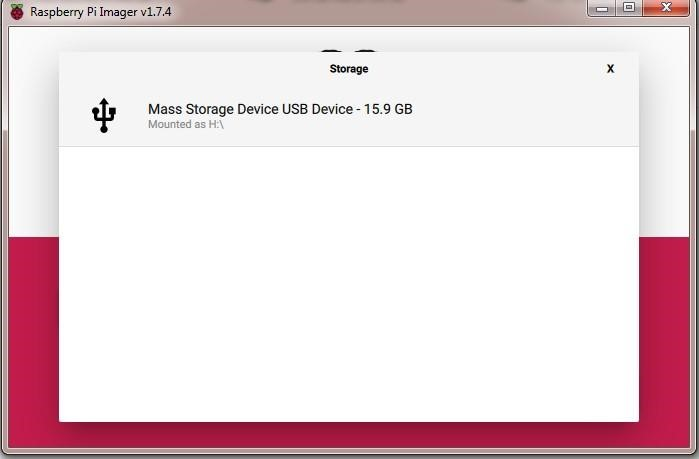 Raspberry Pi Imager v1.7.4
Storage
X
Mass Storage Device USB Device - 15.9 GB
Mounted as H:\